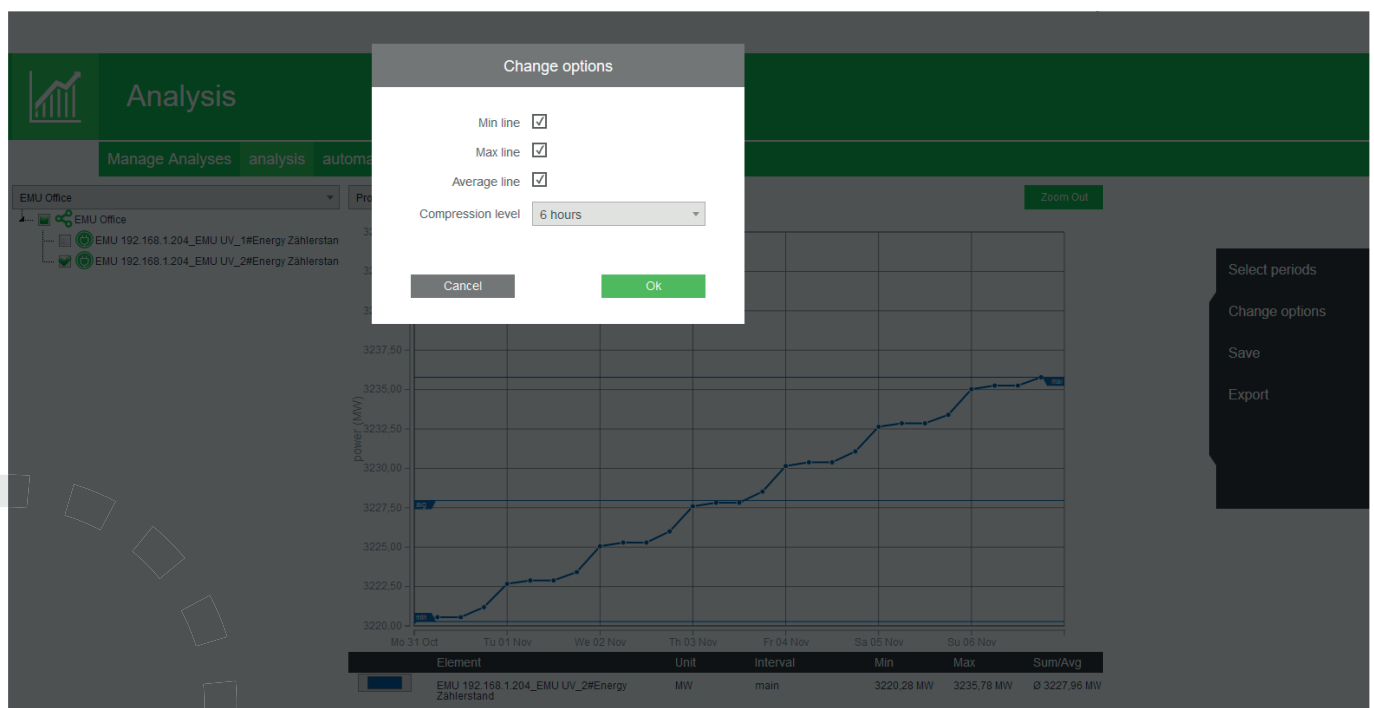 Change options
Min line
Max line
Average line
Compression level 6 hours
Cancel Ok
Analysis
Manage Analyses analysis automa
EMU Office
Pro
Zoom Out
EMU Office
EMU 192.168.1.204_EMU UV_1#Energy Zählerstan
EMU 192.168.1.204_EMU UV_2#Energy Zählerstan
Select periods
Change options
Save
Export
3237,50
3235,00
3232,50
3230,00
3227,50
3225,00
3222,50
3220,00
power (MW)
max
avg
min
Mo 31 Oct Tu 01 Nov We 02 Nov Th 03 Nov Fr 04 Nov Sa 05 Nov Su 06 Nov
Element Unit Interval Min Max Sum/Avg
EMU 192.168.1.204_EMU UV_2#Energy Zählerstand MW main 3220,28 MW 3235,78 MW Ø 3227,96 MW